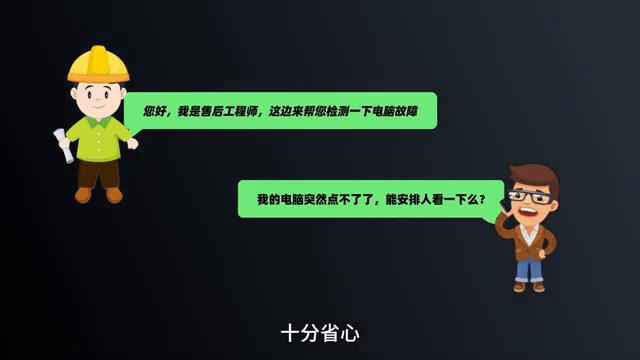 您好，我是售后工程师，这边来帮您检测一下电脑故障
我的电脑突然点不了了，能安排人看一下么？
十分省心